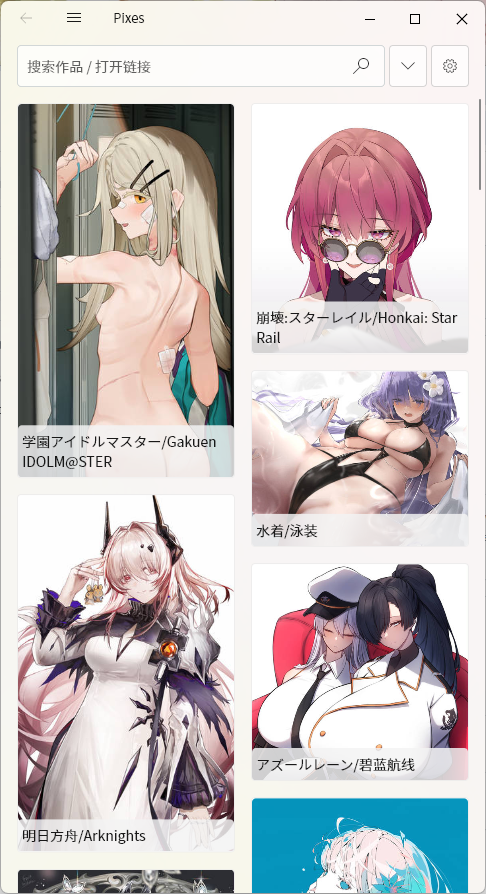 Pixes
搜索作品 / 打开链接
学園アイドルマスター/Gakuen
IDOLM@STER
崩壊:スターレイル/Honkai: Star
Rail
水着/泳装
明日方舟/Arknights
アズールレーン/碧蓝航线